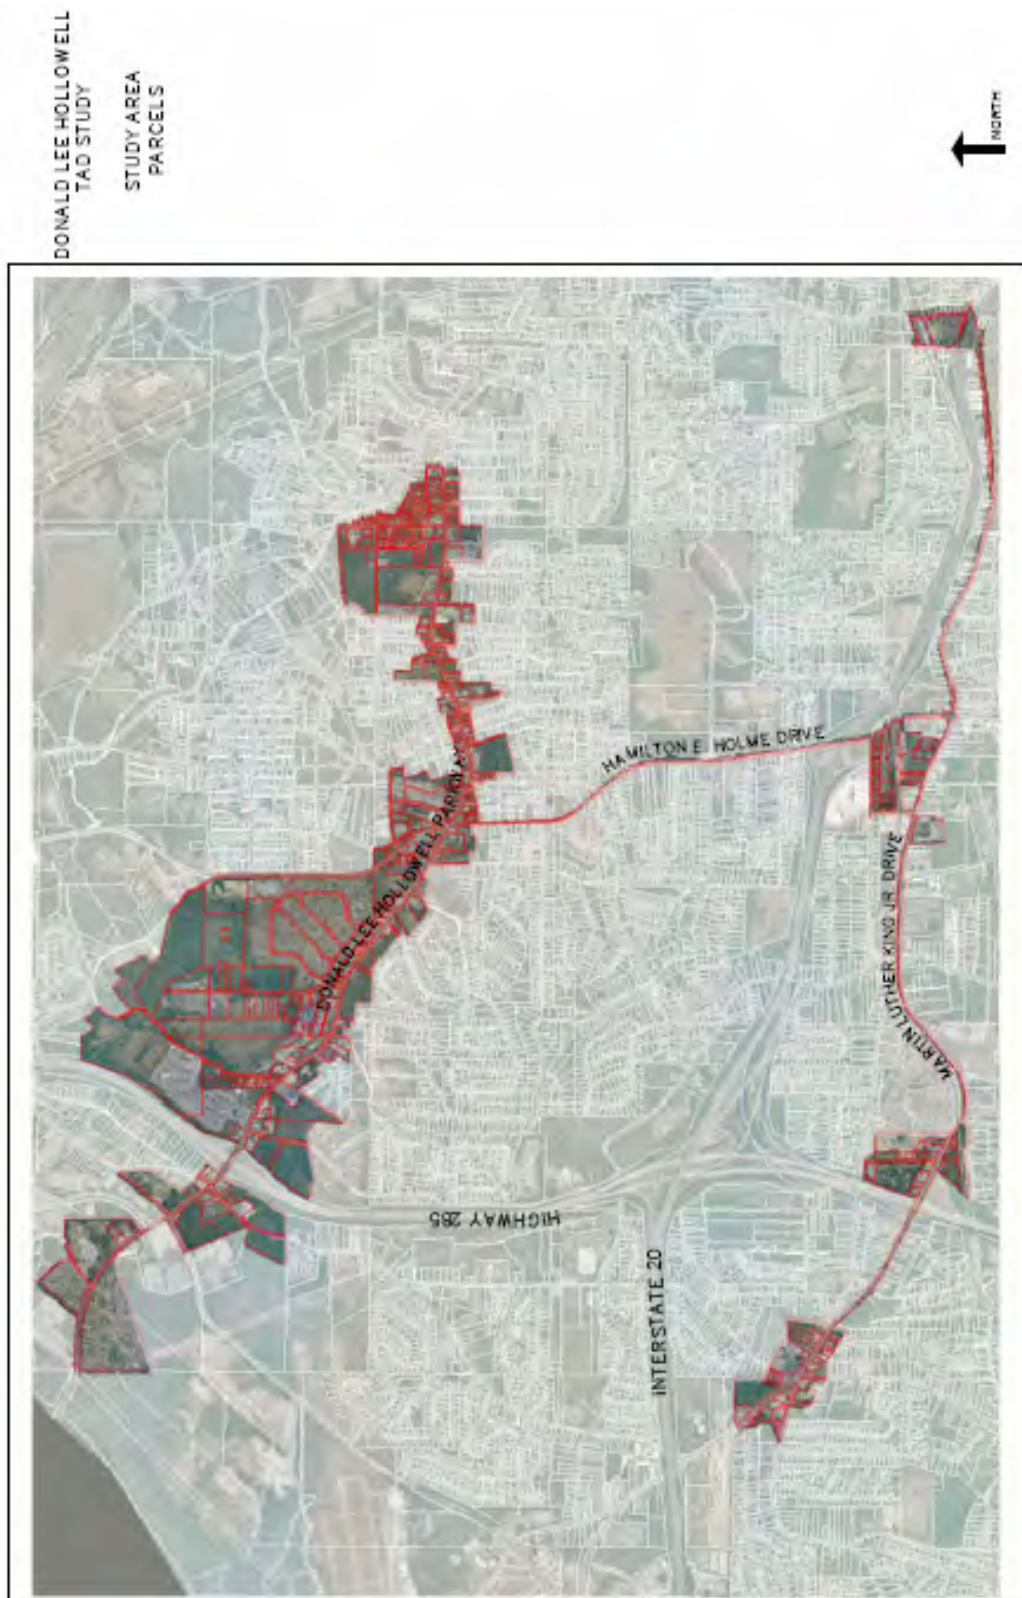 DONALD LEE HOLLOWELL
TAD STUDY
STUDY AREA
PARCELS
NORTH
DONALD LEE HOLLOWELL PARKWAY
HAMILTON E HOLME DRIVE
MARTIN LUTHER KING JR DRIVE
HIGHWAY 285
INTERSTATE 20